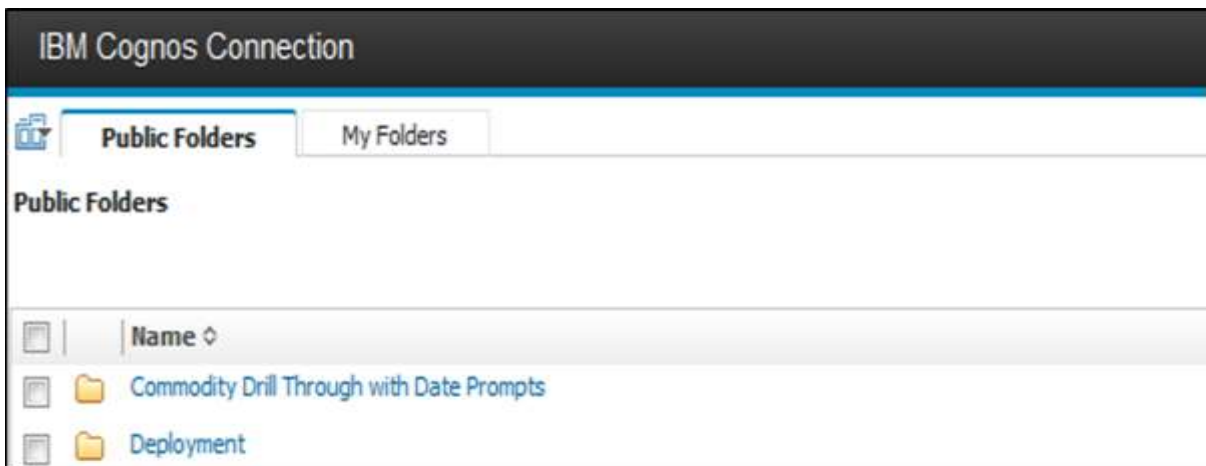 IBM Cognos Connection
Public Folders My Folders
Public Folders
Name
Commodity Drill Through with Date Prompts
Deployment